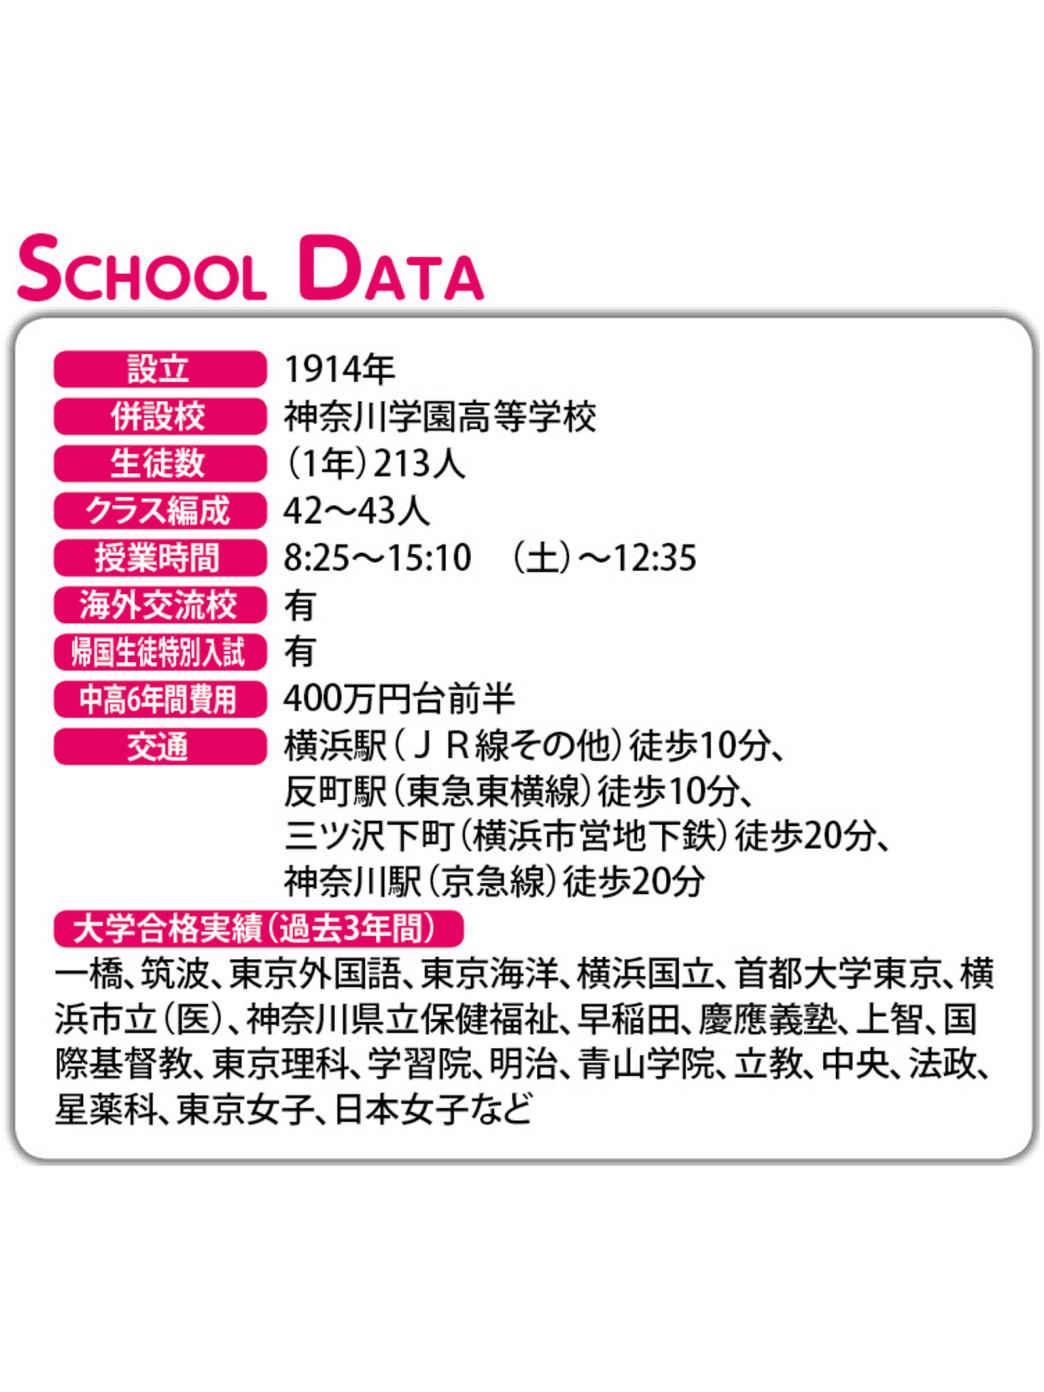 SCHOOL DATA
設立 1914年
併設校 神奈川学園高等学校
生徒数 （1年）213人
クラス編成 42〜43人
授業時間 8:25〜15:10　（土）〜12:35
海外交流校 有
帰国生徒特別入試 有
中高6年間費用 400万円台前半
交通 横浜駅（ＪＲ線その他）徒歩10分、
反町駅（東急東横線）徒歩10分、
三ツ沢下町（横浜市営地下鉄）徒歩20分、
神奈川駅（京急線）徒歩20分
大学合格実績（過去3年間）
一橋、筑波、東京外国語、東京海洋、横浜国立、首都大学東京、横
浜市立（医）、神奈川県立保健福祉、早稲田、慶應義塾、上智、国
際基督教、東京理科、学習院、明治、青山学院、立教、中央、法政、
星薬科、東京女子、日本女子など